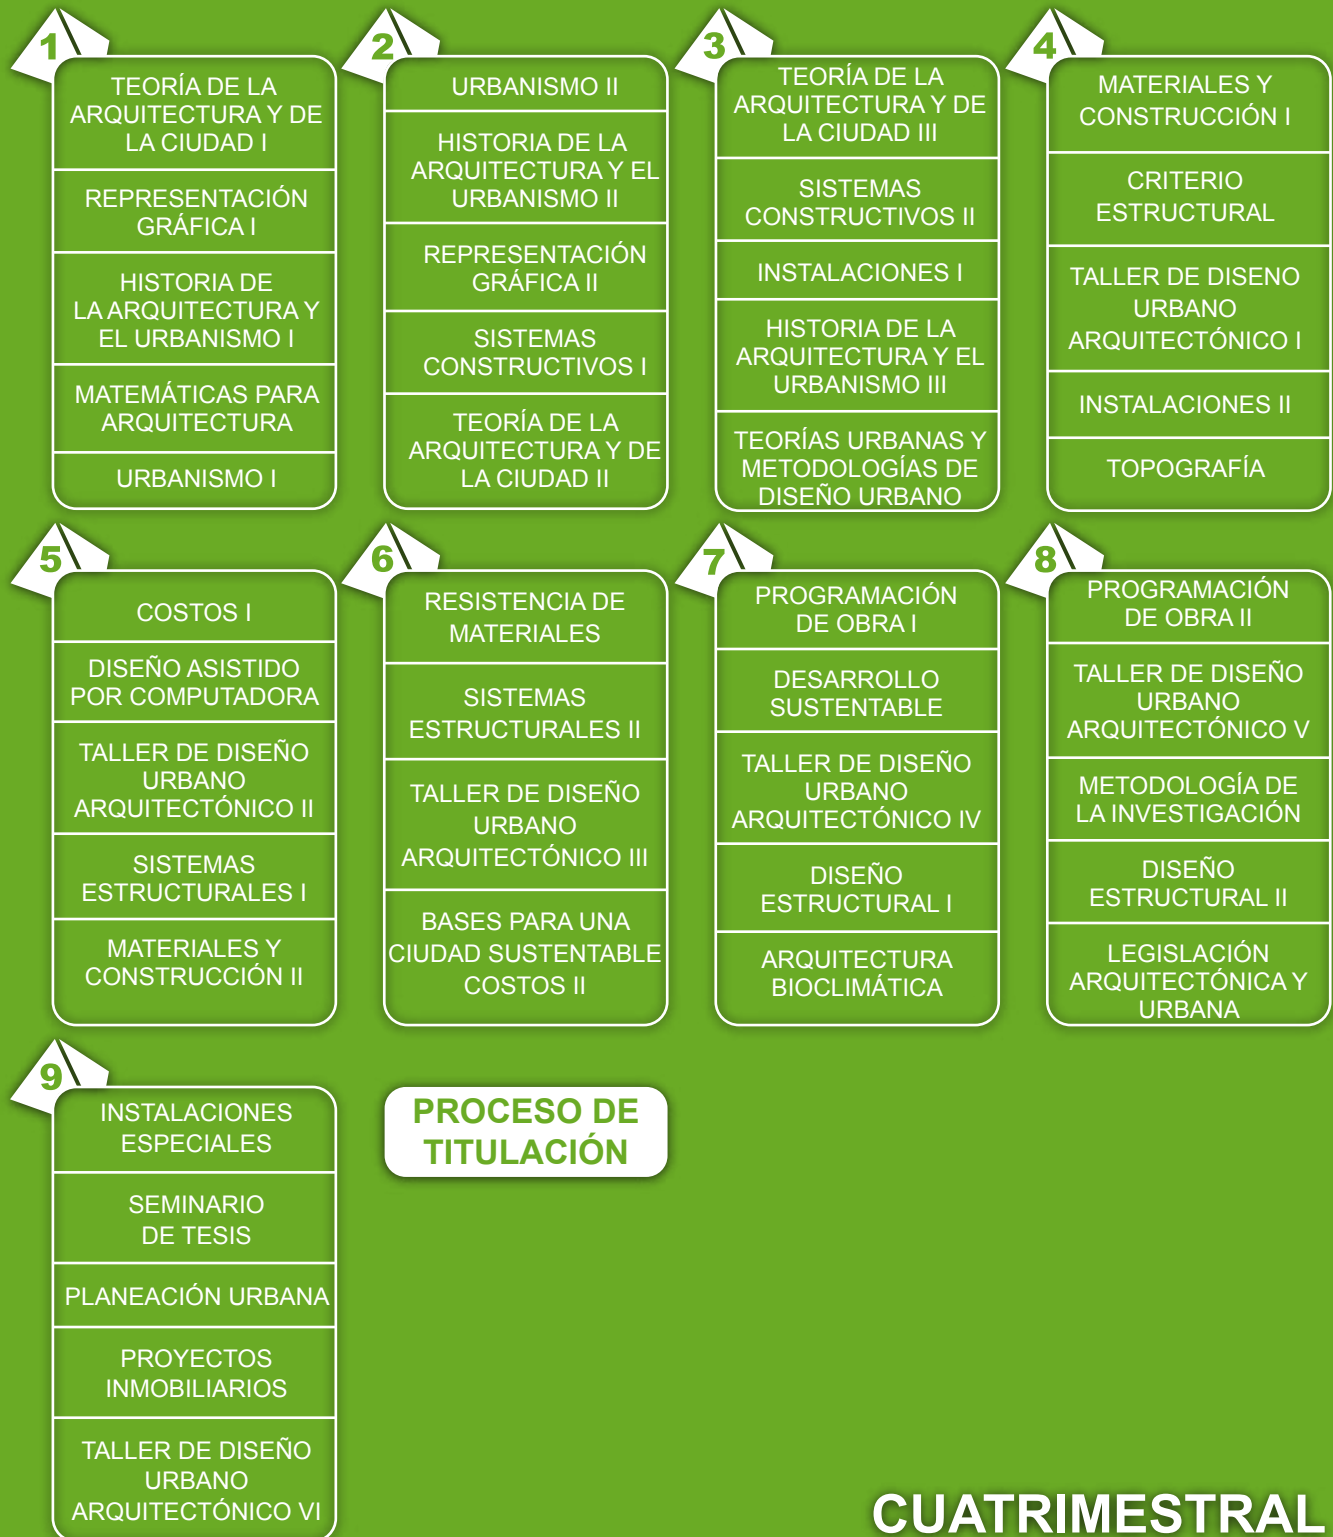 1
TEORÍA DE LA
ARQUITECTURA Y DE
LA CIUDAD I
REPRESENTACIÓN
GRÁFICA I
HISTORIA DE
LA ARQUITECTURA Y
EL URBANISMO I
MATEMÁTICAS PARA
ARQUITECTURA
URBANISMO I
2
URBANISMO II
HISTORIA DE LA
ARQUITECTURA Y EL
URBANISMO II
REPRESENTACIÓN
GRÁFICA II
SISTEMAS
CONSTRUCTIVOS I
TEORÍA DE LA
ARQUITECTURA Y DE
LA CIUDAD II
3
TEORÍA DE LA
ARQUITECTURA Y DE
LA CIUDAD III
SISTEMAS
CONSTRUCTIVOS II
INSTALACIONES I
HISTORIA DE LA
ARQUITECTURA Y EL
URBANISMO III
TEORÍAS URBANAS Y
METODOLOGÍAS DE
DISEÑO URBANO
4
MATERIALES Y
CONSTRUCCIÓN I
CRITERIO
ESTRUCTURAL
TALLER DE DISENO
URBANO
ARQUITECTÓNICO I
INSTALACIONES II
TOPOGRAFÍA
5
COSTOS I
DISEÑO ASISTIDO
POR COMPUTADORA
TALLER DE DISEÑO
URBANO
ARQUITECTÓNICO II
SISTEMAS
ESTRUCTURALES I
MATERIALES Y
CONSTRUCCIÓN II
6
RESISTENCIA DE
MATERIALES
SISTEMAS
ESTRUCTURALES II
TALLER DE DISEÑO
URBANO
ARQUITECTÓNICO III
BASES PARA UNA
CIUDAD SUSTENTABLE
COSTOS II
7
PROGRAMACIÓN
DE OBRA I
DESARROLLO
SUSTENTABLE
TALLER DE DISEÑO
URBANO
ARQUITECTÓNICO IV
DISEÑO
ESTRUCTURAL I
ARQUITECTURA
BIOCLIMÁTICA
8
PROGRAMACIÓN
DE OBRA II
TALLER DE DISEÑO
URBANO
ARQUITECTÓNICO V
METODOLOGÍA DE
LA INVESTIGACIÓN
DISEÑO
ESTRUCTURAL II
LEGISLACIÓN
ARQUITECTÓNICA Y
URBANA
9
INSTALACIONES
ESPECIALES
SEMINARIO
DE TESIS
PLANEACIÓN URBANA
PROYECTOS
INMOBILIARIOS
TALLER DE DISEÑO
URBANO
ARQUITECTÓNICO VI
PROCESO DE
TITULACIÓN
CUATRIMESTRAL